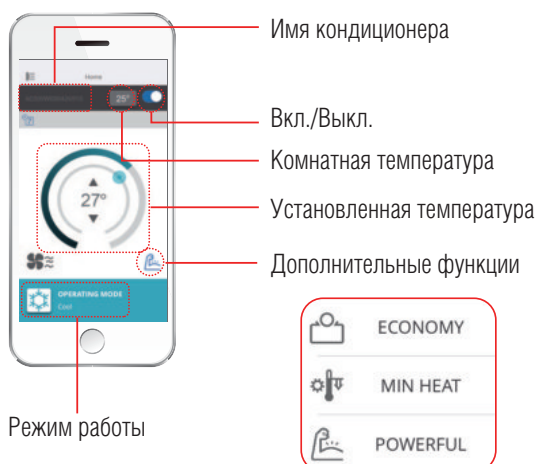 Имя кондиционера
Home
25°
Вкл./Выкл.
Комнатная температура
27°
Установленная температура
Дополнительные функции
OPERATING MODE
Cool
ECONOMY
MIN HEAT
POWERFUL
Режим работы